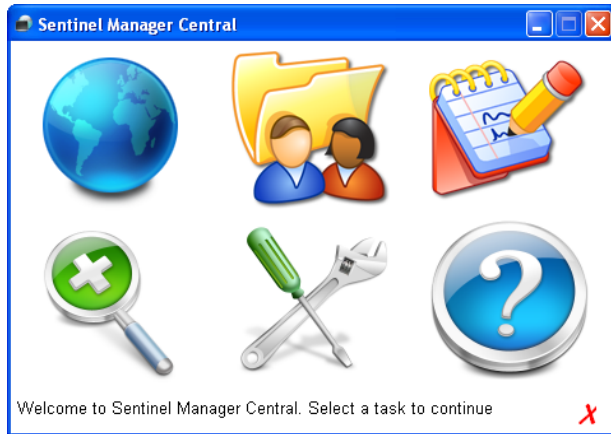 Sentinel Manager Central
Welcome to Sentinel Manager Central. Select a task to continue